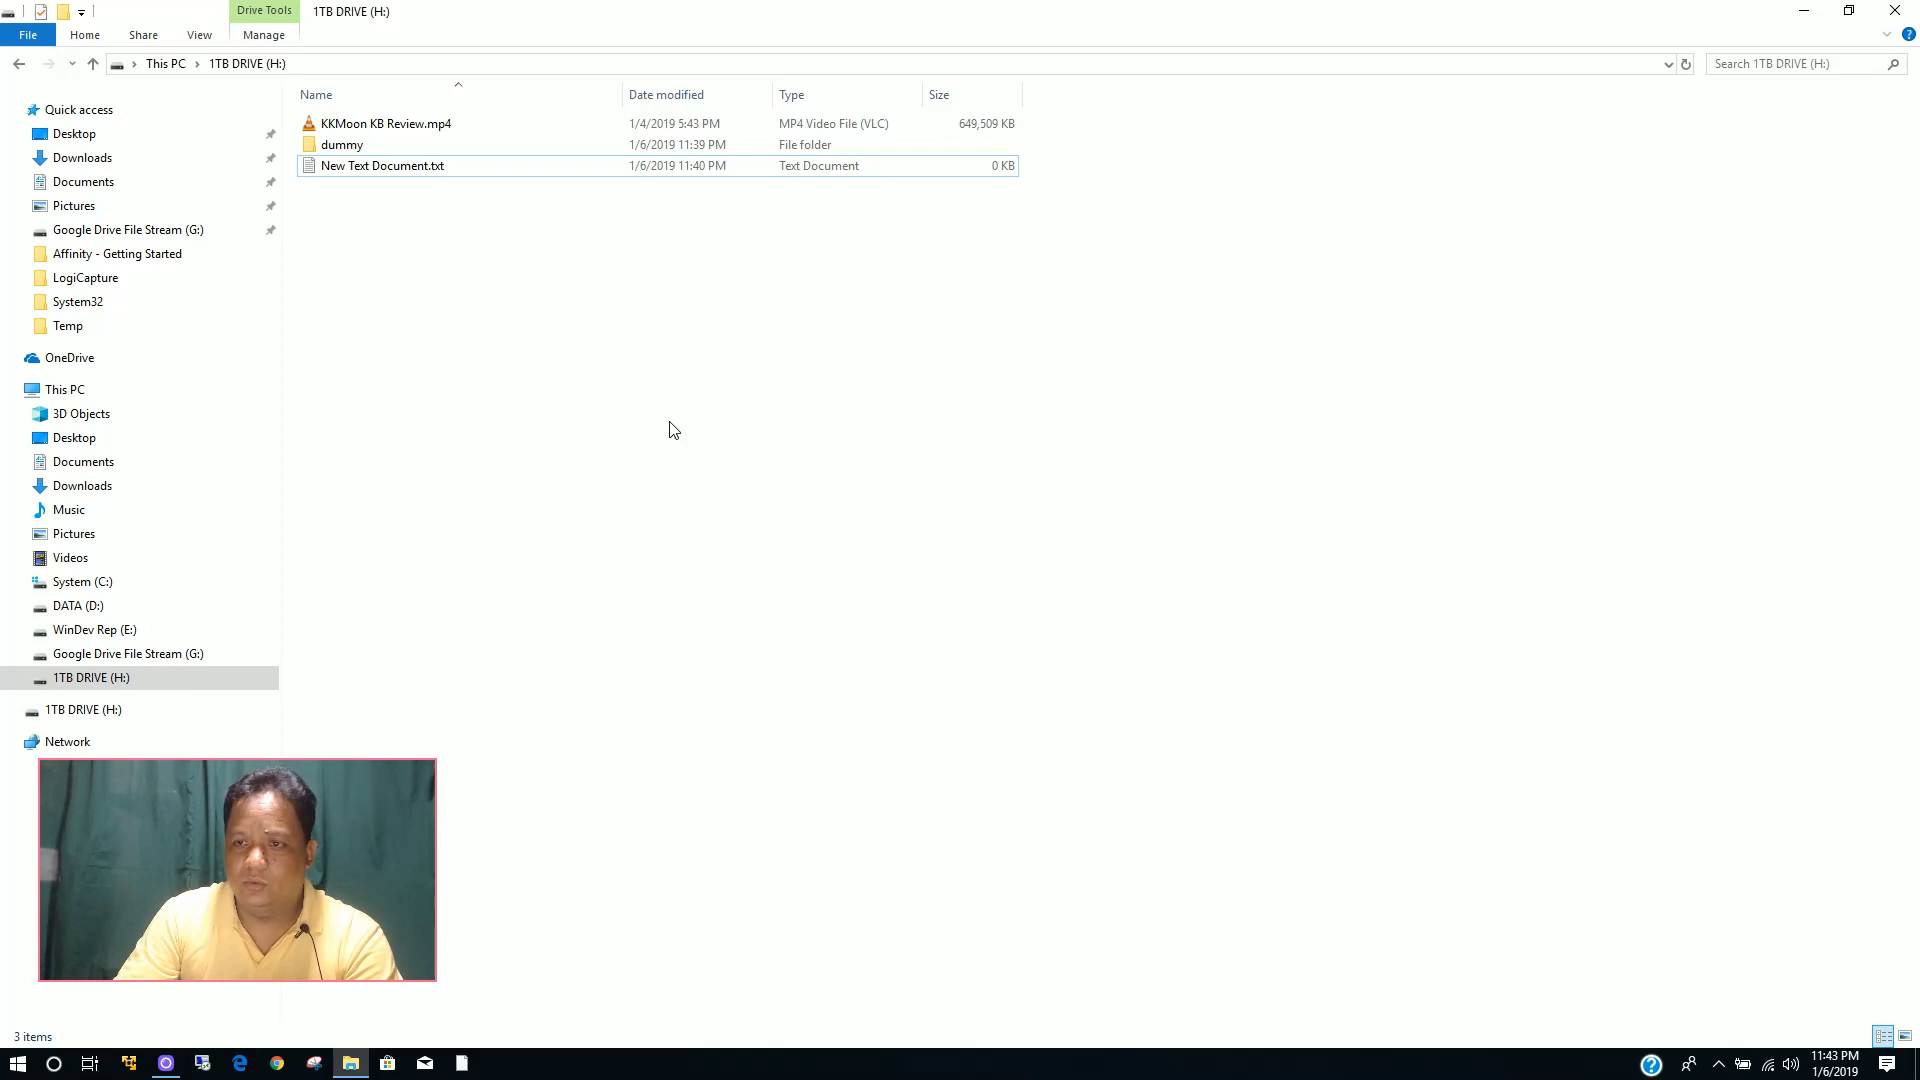 Drive Tools
1TB DRIVE (H:)
File
Home
Share
View
Manage
This PC
1TB DRIVE (H:)
Search 1TB DRIVE (H:)
Name
Date modified
Type
Size
KKMoon KB Review.mp4
1/4/2019 5:43 PM
MP4 Video File (VLC)
649,509 KB
dummy
1/6/2019 11:39 PM
File folder
New Text Document.txt
1/6/2019 11:40 PM
Text Document
0 KB
Quick access
Desktop
Downloads
Documents
Pictures
Google Drive File Stream (G:)
Affinity - Getting Started
LogiCapture
System32
Temp
OneDrive
This PC
3D Objects
Desktop
Documents
Downloads
Music
Pictures
Videos
System (C:)
DATA (D:)
WinDev Rep (E:)
Google Drive File Stream (G:)
1TB DRIVE (H:)
1TB DRIVE (H:)
Network
3 items
11:43 PM
1/6/2019